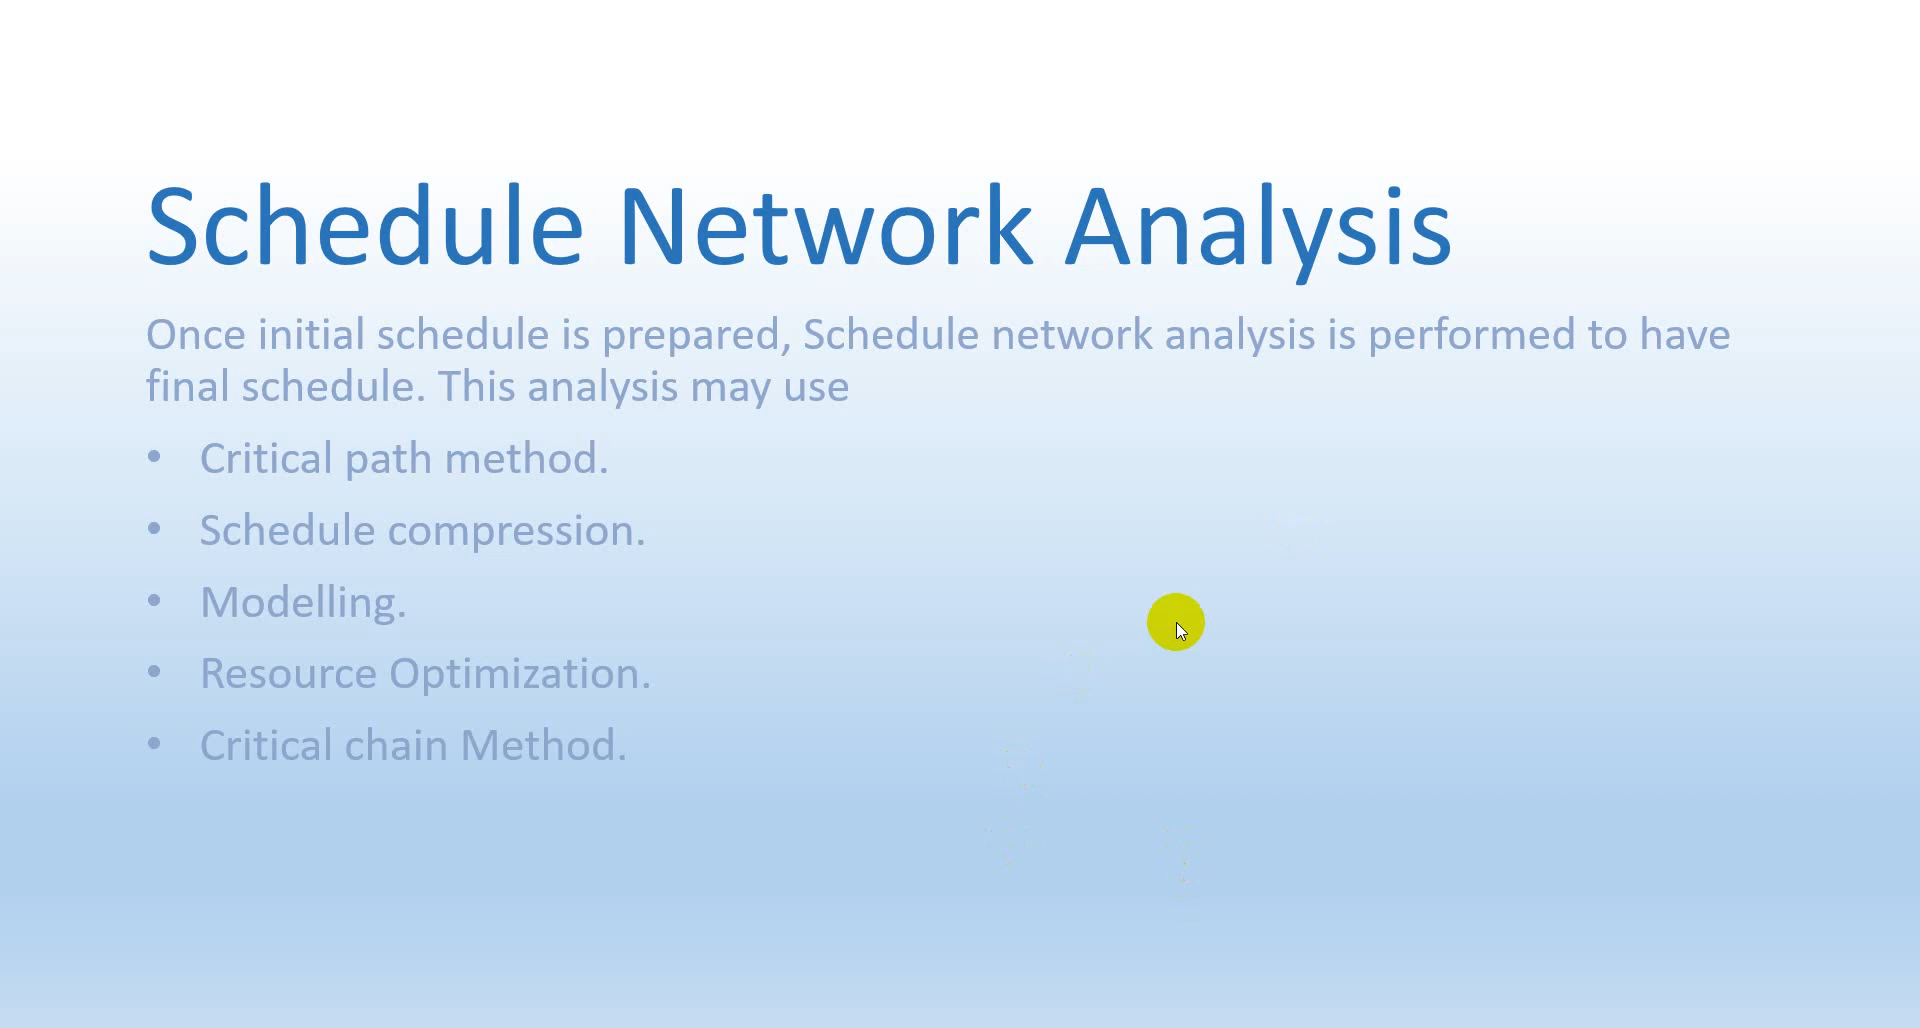 Schedule Network Analysis
Once initial schedule is prepared, Schedule network analysis is performed to have
final schedule. This analysis may use
• Critical path method.
• Schedule compression.
• Modelling.
• Resource Optimization.
• Critical chain Method.